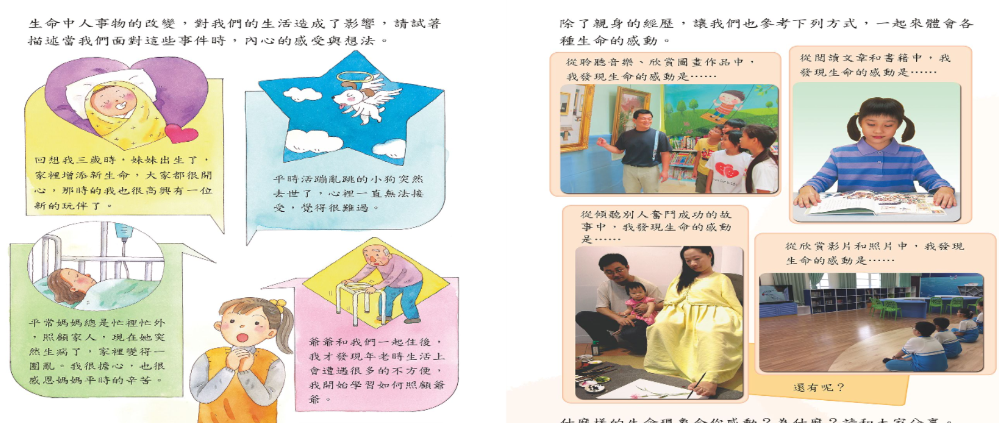 生命中人事物的改變，對我們的生活造成了影響，請試著
描述當我們面對這些事件時，內心的感受與想法。
回想我三歲時，妹妹出生了，
家裡增添新生命，大家都很開
心，那時的我也很高興有一位
新的玩伴了。
平時活蹦亂跳的小狗突然
去世了，心裡一直無法接
受，覺得很難過。
平常媽媽總是忙裡忙外
，照顧家人，現在她突
然生病了，家裡變得一
團亂。我很擔心，也很
感恩媽媽平時的辛苦。
爺爺和我們一起住後，
我才發現年老時生活上
會遭遇很多的不方便，
我開始學習如何照顧爺
爺。
除了親身的經歷，讓我們也參考下列方式，一起來體會各
種生命的感動。
從聆聽音樂、欣賞圖畫作品中，
我發現生命的感動是……
從閱讀文章和書籍中，我
發現生命的感動是……
從傾聽別人奮鬥成功的故
事中，我發現生命的感動
是……
從欣賞影片和照片中，我發現
生命的感動是……
還有呢？
什麼樣的生命現象令你感動？為什麼？請和大家分享。